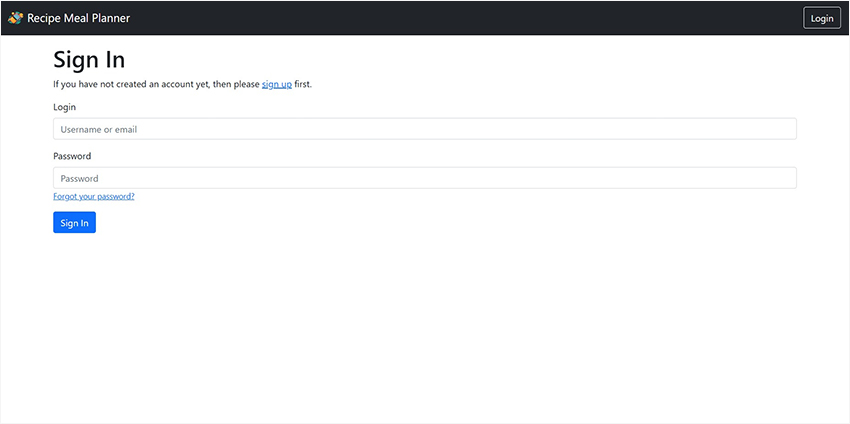 Recipe Meal Planner
Login
Sign In
If you have not created an account yet, then please sign up first.
Login
Username or email
Password
Password
Forgot your password?
Sign In